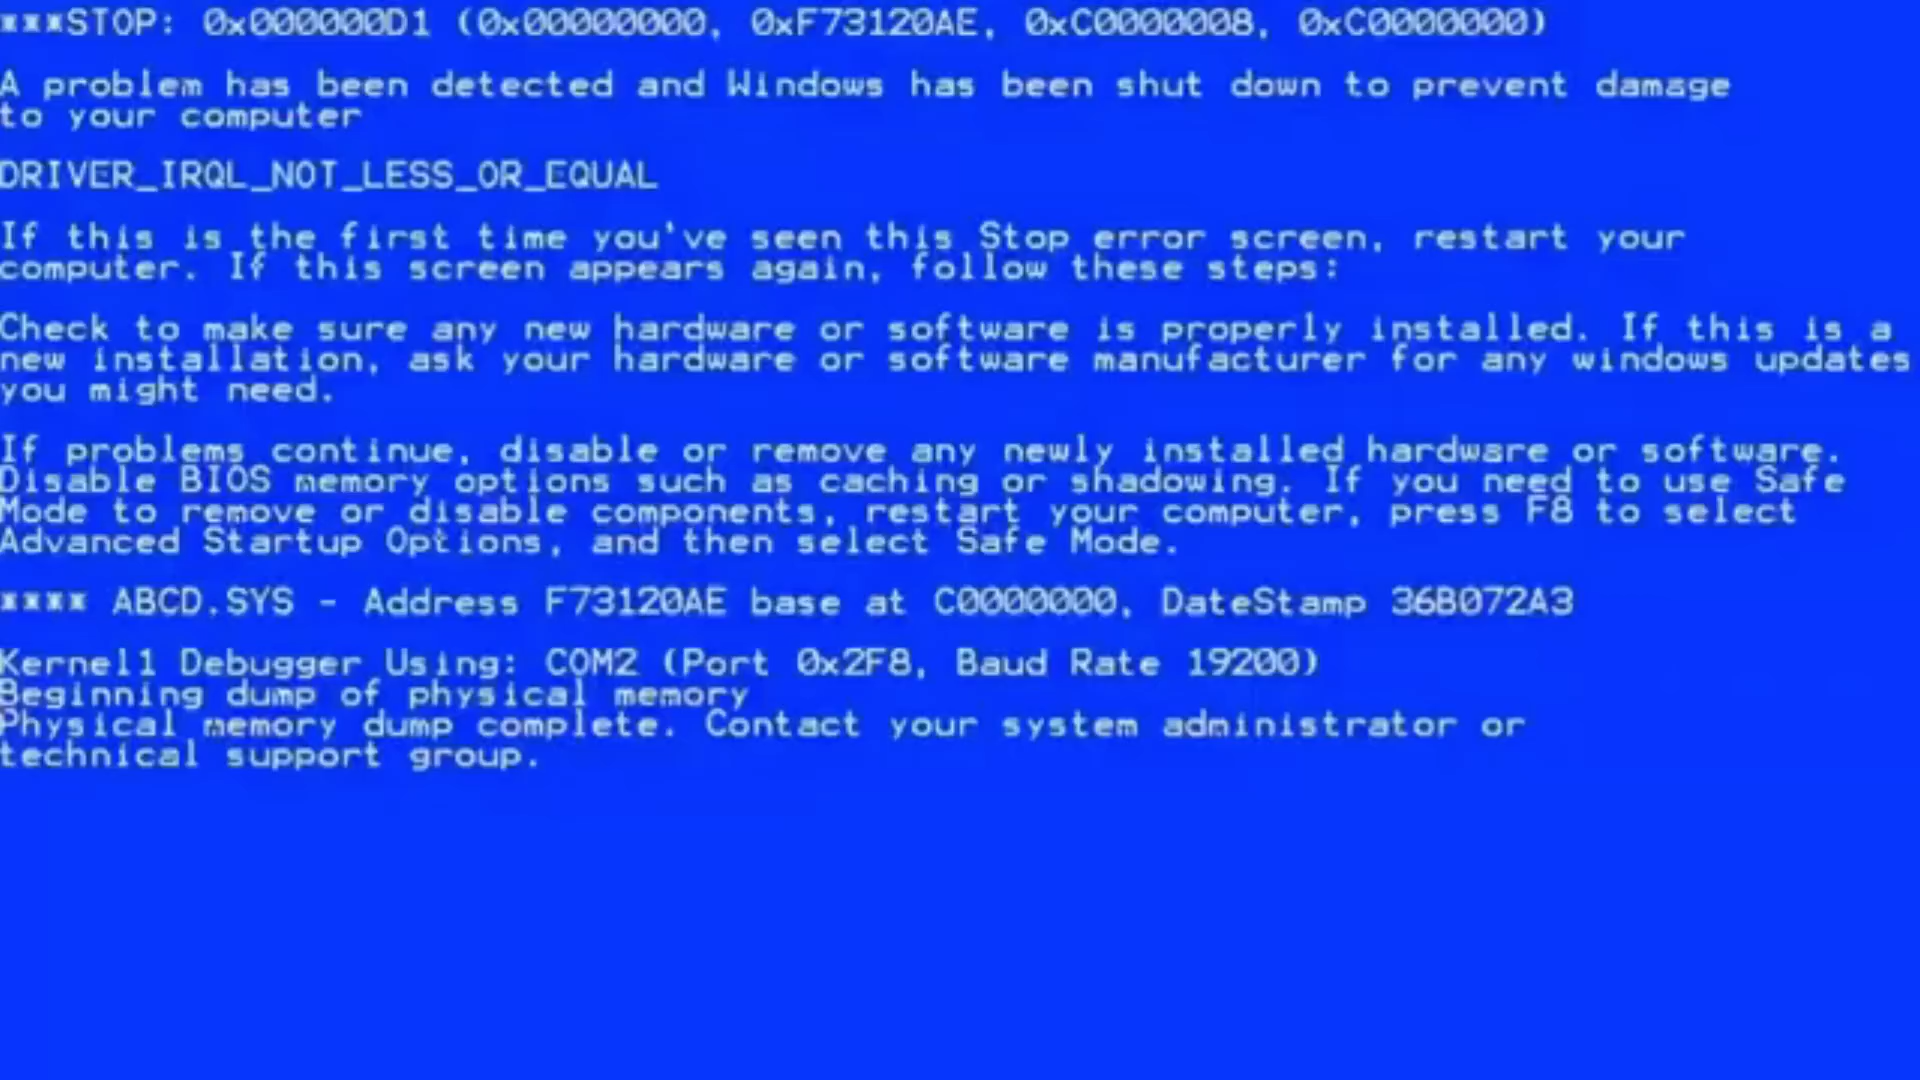 ***STOP: 0x000000D1 (0x00000000, 0xF73120AE, 0xC0000008, 0xC0000000)
A problem has been detected and Windows has been shut down to prevent damage
to your computer
DRIVER_IRQL_NOT_LESS_OR_EQUAL
If this is the first time you've seen this Stop error screen, restart your
computer. If this screen appears again, follow these steps:
Check to make sure any new hardware or software is properly installed. If this is a
new installation, ask your hardware or software manufacturer for any windows updates
you might need.
If problems continue, disable or remove any newly installed hardware or software.
Disable BIOS memory options such as caching or shadowing. If you need to use Safe
Mode to remove or disable components, restart your computer, press F8 to select
Advanced Startup Options, and then select Safe Mode.
**** ABCD.SYS - Address F73120AE base at C0000000, DateStamp 36B072A3
Kernel1 Debugger Using: COM2 (Port 0x2F8, Baud Rate 19200)
Beginning dump of physical memory
Physical memory dump complete. Contact your system administrator or
technical support group.